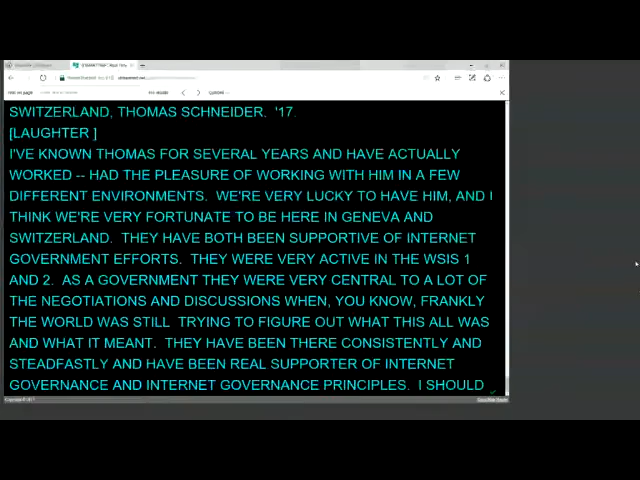 SWITZERLAND, THOMAS SCHNEIDER.  '17.
[LAUGHTER ]
I'VE KNOWN THOMAS FOR SEVERAL YEARS AND HAVE ACTUALLY
WORKED -- HAD THE PLEASURE OF WORKING WITH HIM IN A FEW
DIFFERENT ENVIRONMENTS.  WE'RE VERY LUCKY TO HAVE HIM, AND I
THINK WE'RE VERY FORTUNATE TO BE HERE IN GENEVA AND
SWITZERLAND.  THEY HAVE BOTH BEEN SUPPORTIVE OF INTERNET
GOVERNMENT EFFORTS.  THEY WERE VERY ACTIVE IN THE WSIS 1
AND 2.  AS A GOVERNMENT THEY WERE VERY CENTRAL TO A LOT OF
THE NEGOTIATIONS AND DISCUSSIONS WHEN, YOU KNOW, FRANKLY
THE WORLD WAS STILL  TRYING TO FIGURE OUT WHAT THIS ALL WAS
AND WHAT IT MEANT.  THEY HAVE BEEN THERE CONSISTENTLY AND
STEADFASTLY AND HAVE BEEN REAL SUPPORTER OF INTERNET
GOVERNANCE AND INTERNET GOVERNANCE PRINCIPLES.  I SHOULD